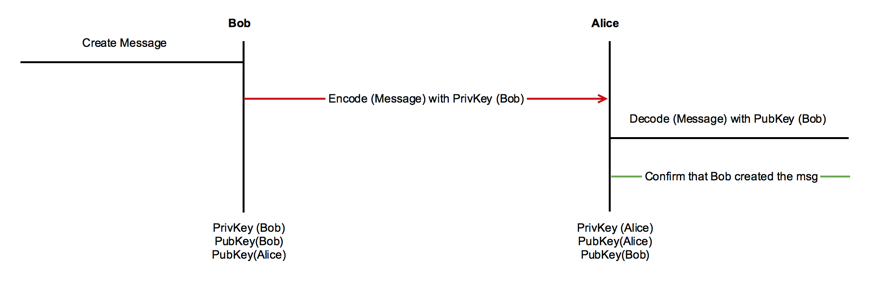 Bob
Alice
Create Message
Encode (Message) with PrivKey (Bob)
Decode (Message) with PubKey (Bob)
Confirm that Bob created the msg
PrivKey (Bob)
PubKey(Bob)
PubKey(Alice)
PrivKey (Alice)
PubKey(Alice)
PubKey(Bob)